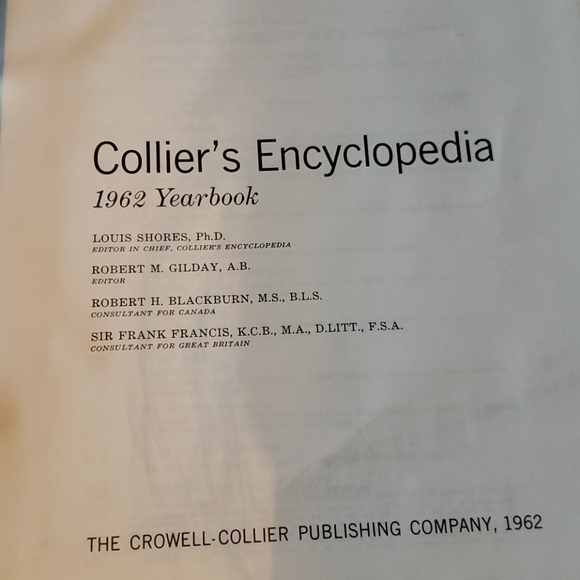 Collier's Encyclopedia
1962 Yearbook
LOUIS SHORES, Ph.D.
EDITOR IN CHIEF, COLLIER'S ENCYCLOPEDIA
ROBERT M. GILDAY, A.B.
EDITOR
ROBERT H. BLACKBURN, M.S., B.L.S.
CONSULTANT FOR CANADA
SIR FRANK FRANCIS, K.C.B., M.A., D.LITT., F.S.A.
CONSULTANT FOR GREAT BRITAIN
THE CROWELL-COLLIER PUBLISHING COMPANY, 1962